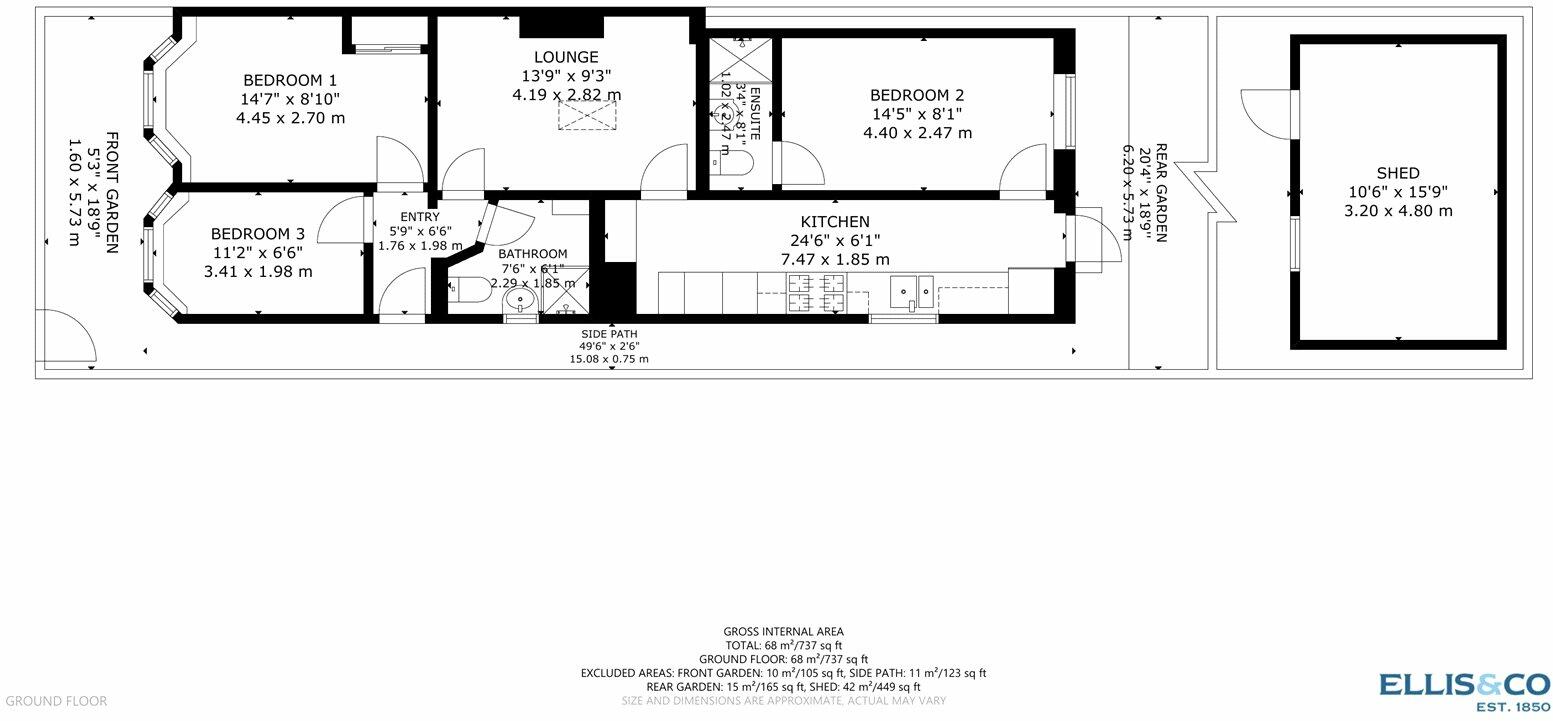 FRONT GARDEN
5'3" x 18'9"
1.60 x 5.73 m
BEDROOM 1
14'7" x 8'10"
4.45 x 2.70 m
LOUNGE
13'9" x 9'3"
4.19 x 2.82 m
ENSUITE
3'4" x 8'1"
1.02 x 2.47 m
BEDROOM 2
14'5" x 8'1"
4.40 x 2.47 m
REAR GARDEN
20'4" x 18'9"
6.20 x 5.73 m
SHED
10'6" x 15'9"
3.20 x 4.80 m
BEDROOM 3
11'2" x 6'6"
3.41 x 1.98 m
ENTRY
5'9" x 6'6"
1.76 x 1.98 m
BATHROOM
7'6" x 6'1"
2.29 x 1.85 m
KITCHEN
24'6" x 6'1"
7.47 x 1.85 m
SIDE PATH
49'6" x 2'6"
15.08 x 0.75 m
GROSS INTERNAL AREA
TOTAL: 68 m²/737 sq ft
GROUND FLOOR: 68 m²/737 sq ft
EXCLUDED AREAS: FRONT GARDEN: 10 m²/105 sq ft, SIDE PATH: 11 m²/123 sq ft
REAR GARDEN: 15 m²/165 sq ft, SHED: 42 m²/449 sq ft
SIZE AND DIMENSIONS ARE APPROXIMATE, ACTUAL MAY VARY
GROUND FLOOR
ELLIS&CO
EST. 1850